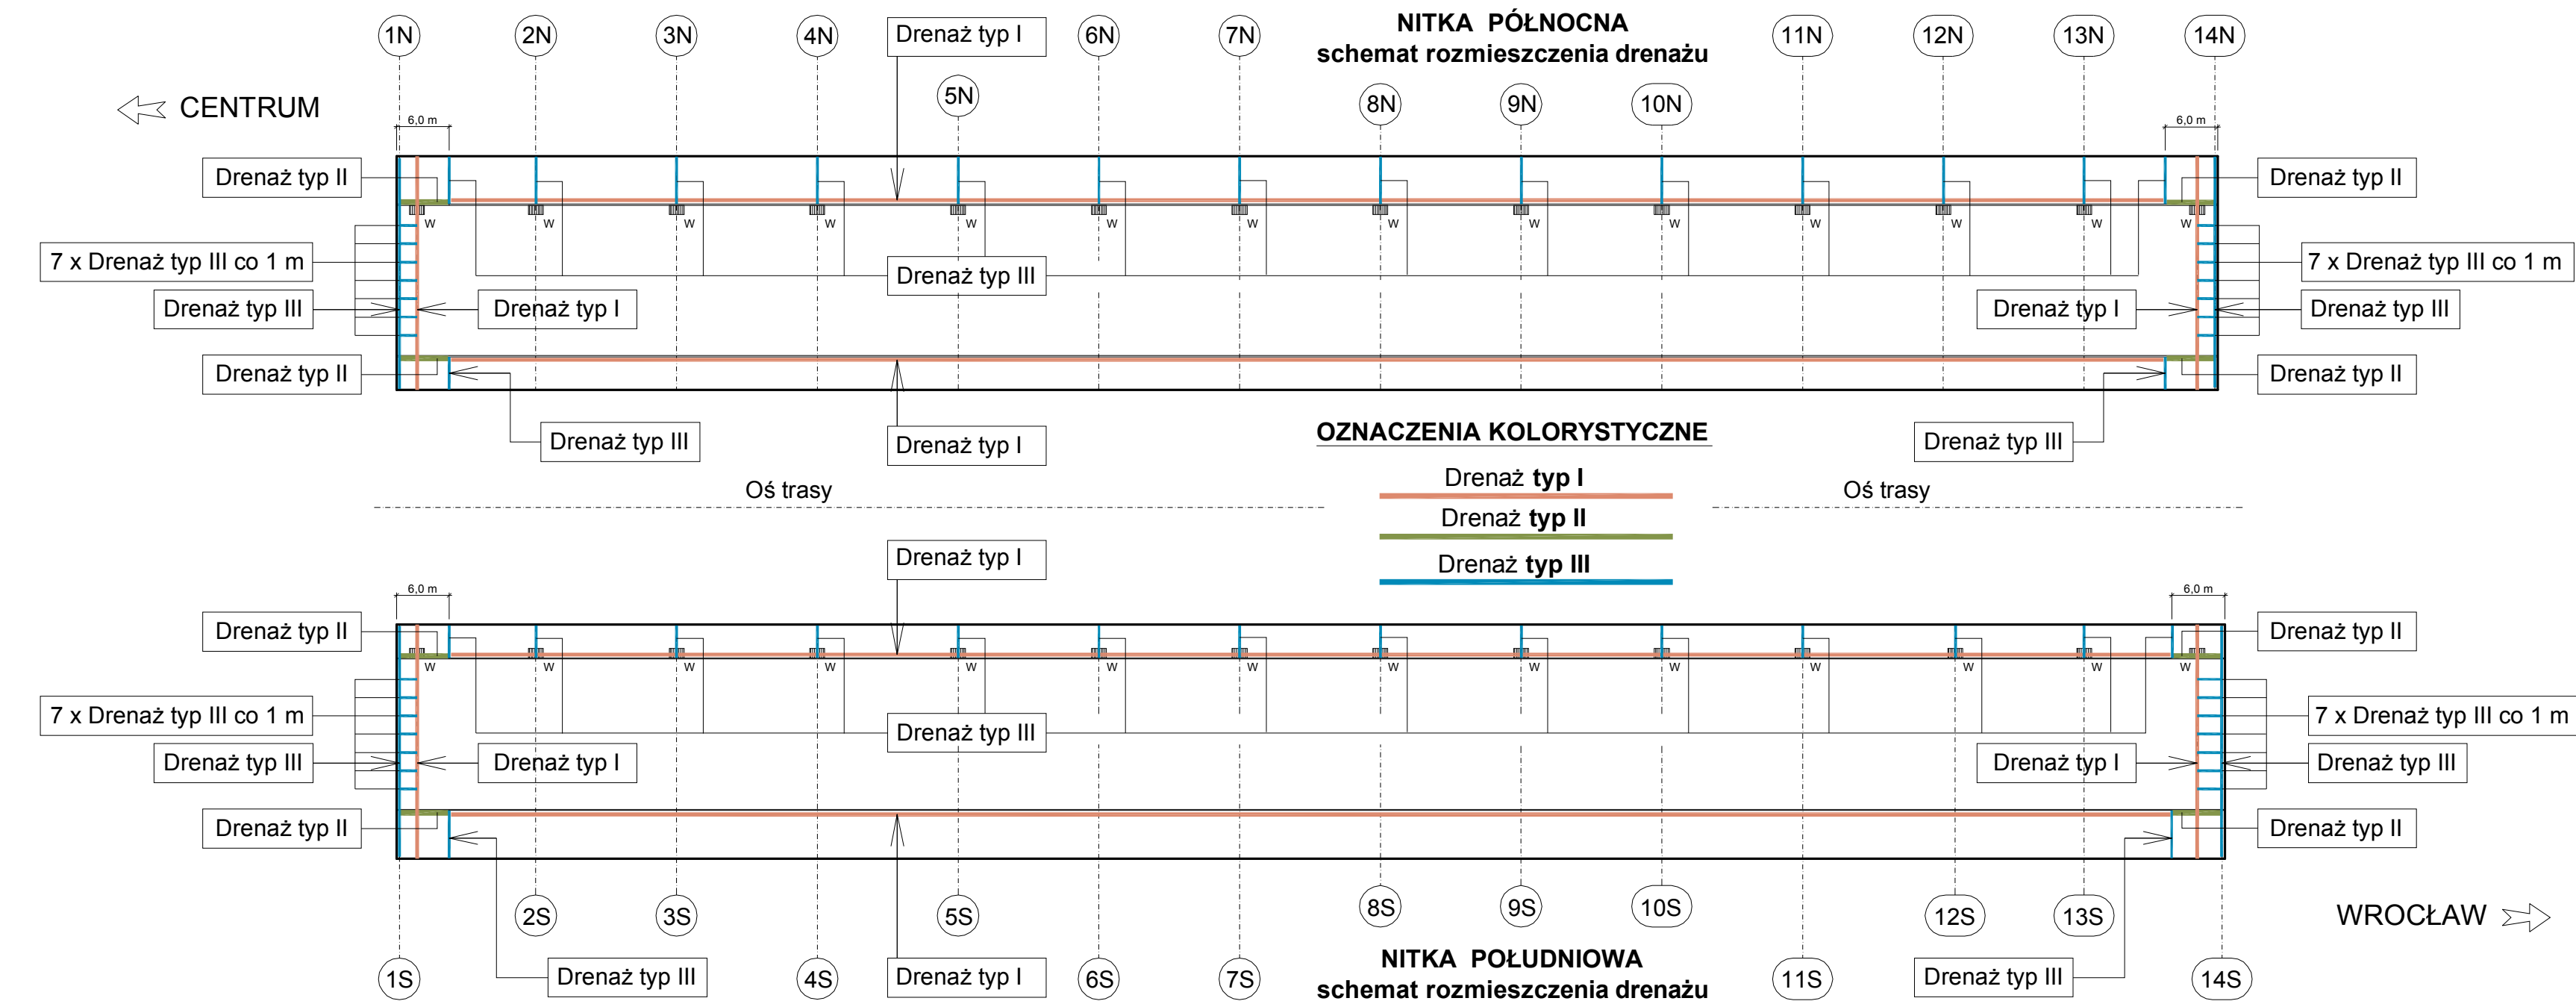 NITKA PÓŁNOCNA
schemat rozmieszczenia drenażu
1N 2N 3N 4N Drenaż typ I 6N 7N 11N 12N 13N 14N
5N 8N 9N 10N
CENTRUM
6,0 m 6,0 m
Drenaż typ II Drenaż typ II
W W W W W W W W W W W W W W
7 x Drenaż typ III co 1 m Drenaż typ III 7 x Drenaż typ III co 1 m
Drenaż typ III Drenaż typ I Drenaż typ I Drenaż typ III
Drenaż typ II Drenaż typ II
Drenaż typ III Drenaż typ I Drenaż typ III
OZNACZENIA KOLORYSTYCZNE
Drenaż typ I
Drenaż typ II
Drenaż typ III
Oś trasy Oś trasy
Drenaż typ I
6,0 m 6,0 m
Drenaż typ II Drenaż typ II
W W W W W W W W W W W W W W
7 x Drenaż typ III co 1 m Drenaż typ III 7 x Drenaż typ III co 1 m
Drenaż typ III Drenaż typ I Drenaż typ I Drenaż typ III
Drenaż typ II Drenaż typ II
2S 3S 5S 8S 9S 10S 12S 13S
WROCŁAW
1S Drenaż typ III 4S Drenaż typ I 6S 7S 11S Drenaż typ III 14S
NITKA POŁUDNIOWA
schemat rozmieszczenia drenażu